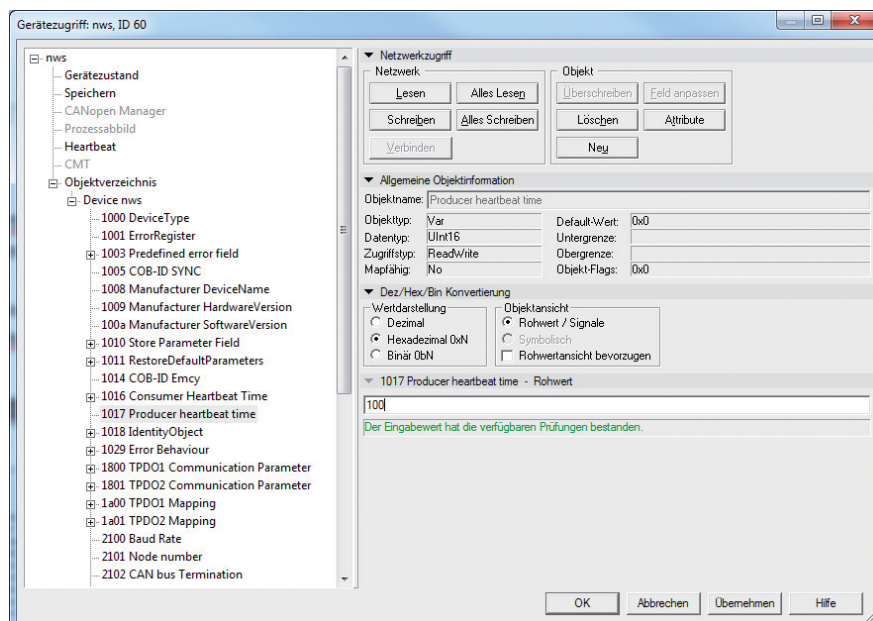 Gerätezugriff: nws, ID 60
nws
Gerätezustand
Speichern
CANopen Manager
Prozessabbild
Heartbeat
CMT
Objektverzeichnis
Device nws
1000 DeviceType
1001 ErrorRegister
1003 Predefined error field
1005 COB-ID SYNC
1008 Manufacturer DeviceName
1009 Manufacturer HardwareVersion
100a Manufacturer SoftwareVersion
1010 Store Parameter Field
1011 RestoreDefaultParameters
1014 COB-ID Emcy
1016 Consumer Heartbeat Time
1017 Producer heartbeat time
1018 IdentityObject
1029 Error Behaviour
1800 TPDO1 Communication Parameter
1801 TPDO2 Communication Parameter
1a00 TPDO1 Mapping
1a01 TPDO2 Mapping
2100 Baud Rate
2101 Node number
2102 CAN bus Termination
Netzwerkzugriff
Netzwerk
Lesen Alles Lesen
Schreiben Alles Schreiben
Verbinden
Objekt
Überschreiben Feld anpassen
Löschen Attribute
Neu
Allgemeine Objektinformation
Objektname: Producer heartbeat time
Objekttyp: Var Default-Wert: 0x0
Datentyp: UInt16 Untergrenze:
Zugriffstyp: ReadWrite Obergrenze:
Mapfähig: No Objekt-Flags: 0x0
Dez/Hex/Bin Konvertierung
Wertdarstellung
Dezimal
Hexadezimal 0xN
Binär 0bN
Objektansicht
Rohwert / Signale
Symbolisch
Rohwertansicht bevorzugen
1017 Producer heartbeat time - Rohwert
100
Der Eingabewert hat die verfügbaren Prüfungen bestanden.
OK Abbrechen Übernehmen Hilfe